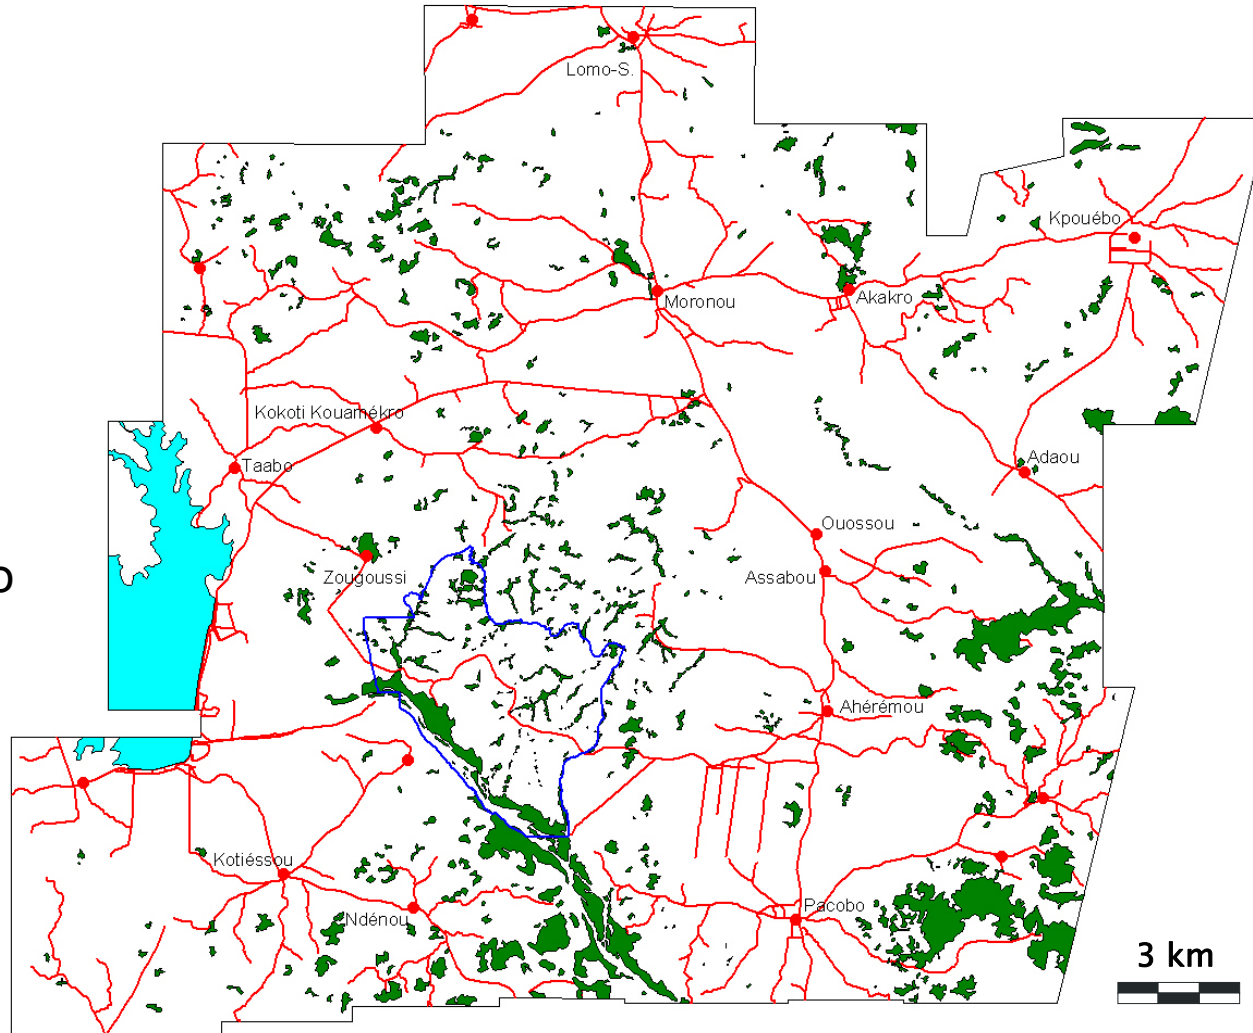 Lomo-S.
Kpouébo
Moronou
Akakro
Kokoti Kouamékro
Taabo
Adaou
Ouossou
Zougoussi
Assabou
o
Ahérémou
Kotiéssou
Ndénou
Pacobo
3 km